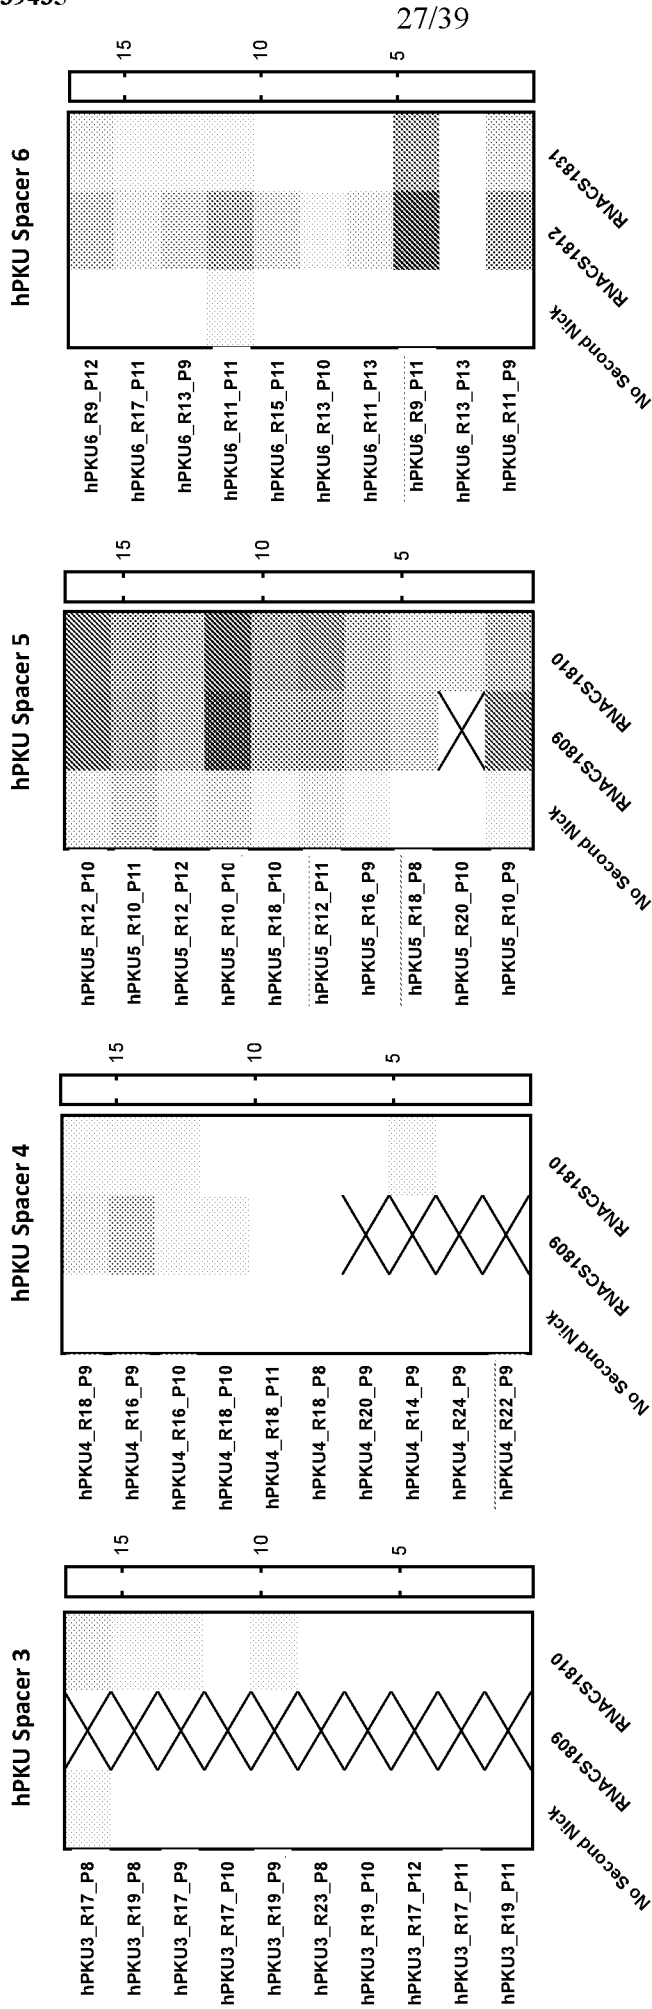 27/39
hPKU Spacer 3
hPKU3_R17_P8
hPKU3_R19_P8
hPKU3_R17_P9
hPKU3_R17_P10
hPKU3_R19_P9
hPKU3_R23_P8
hPKU3_R19_P10
hPKU3_R17_P12
hPKU3_R17_P11
hPKU3_R19_P11
No Second Nick
RNACS1809
RNACS1810
15
10
5
hPKU Spacer 4
hPKU4_R18_P9
hPKU4_R16_P9
hPKU4_R16_P10
hPKU4_R18_P10
hPKU4_R18_P11
hPKU4_R18_P8
hPKU4_R20_P9
hPKU4_R14_P9
hPKU4_R24_P9
hPKU4_R22_P9
No Second Nick
RNACS1809
RNACS1810
15
10
5
hPKU Spacer 5
hPKU5_R12_P10
hPKU5_R10_P11
hPKU5_R12_P12
hPKU5_R10_P10
hPKU5_R18_P10
hPKU5_R12_P11
hPKU5_R16_P9
hPKU5_R18_P8
hPKU5_R20_P10
hPKU5_R10_P9
No Second Nick
RNACS1809
RNACS1810
15
10
5
hPKU Spacer 6
hPKU6_R9_P12
hPKU6_R17_P11
hPKU6_R13_P9
hPKU6_R11_P11
hPKU6_R15_P11
hPKU6_R13_P10
hPKU6_R11_P13
hPKU6_R9_P11
hPKU6_R13_P13
hPKU6_R11_P9
No Second Nick
RNACS1812
RNACS1831
15
10
5